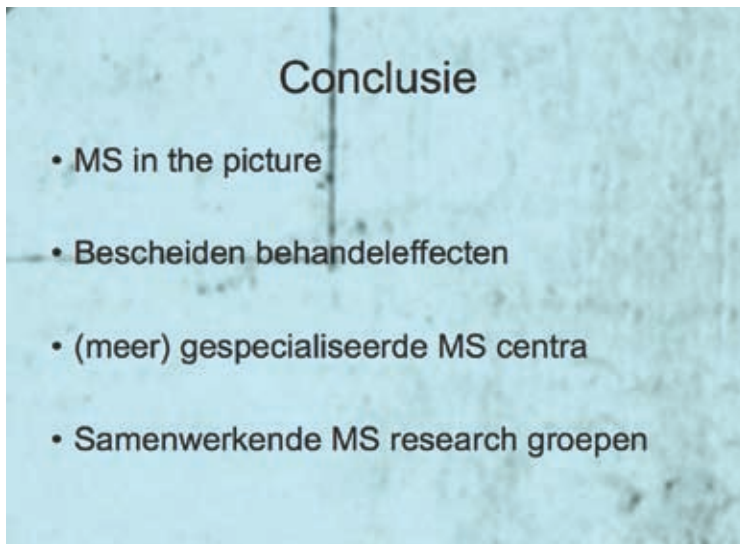 Conclusie
• MS in the picture
• Bescheiden behandeleffecten
• (meer) gespecialiseerde MS centra
• Samenwerkende MS research groepen